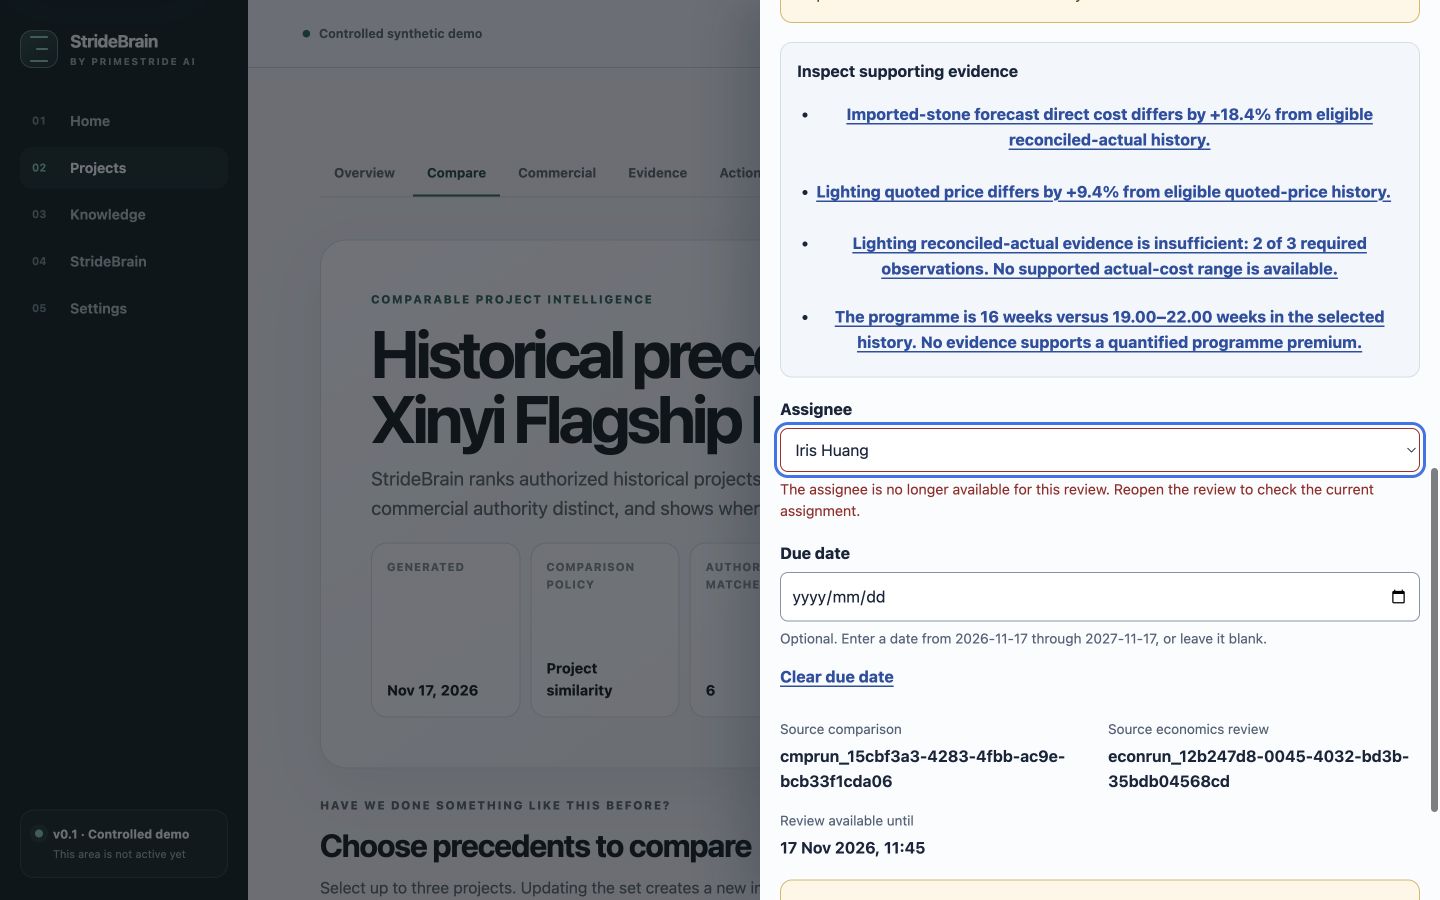 StrideBrain
BY PRIMESTRIDE AI
01 Home
02 Projects
03 Knowledge
04 StrideBrain
05 Settings
v0.1 · Controlled demo
This area is not active yet
Controlled synthetic demo
Overview Compare Commercial Evidence Action
COMPARABLE PROJECT INTELLIGENCE
Historical prec
Xinyi Flagship
StrideBrain ranks authorized historical projects
commercial authority distinct, and shows wher
GENERATED
Nov 17, 2026
COMPARISON
POLICY
Project
similarity
AUTHOR
MATCHE
6
HAVE WE DONE SOMETHING LIKE THIS BEFORE?
Choose precedents to compare
Select up to three projects. Updating the set creates a new i
Inspect supporting evidence
• Imported-stone forecast direct cost differs by +18.4% from eligible
reconciled-actual history.
• Lighting quoted price differs by +9.4% from eligible quoted-price history.
• Lighting reconciled-actual evidence is insufficient: 2 of 3 required
observations. No supported actual-cost range is available.
• The programme is 16 weeks versus 19.00–22.00 weeks in the selected
history. No evidence supports a quantified programme premium.
Assignee
Iris Huang
The assignee is no longer available for this review. Reopen the review to check the current
assignment.
Due date
yyyy/mm/dd
Optional. Enter a date from 2026-11-17 through 2027-11-17, or leave it blank.
Clear due date
Source comparison
cmprun_15cbf3a3-4283-4fbb-ac9e-
bcb33f1cda06
Source economics review
econrun_12b247d8-0045-4032-bd3b-
35bdb04568cd
Review available until
17 Nov 2026, 11:45